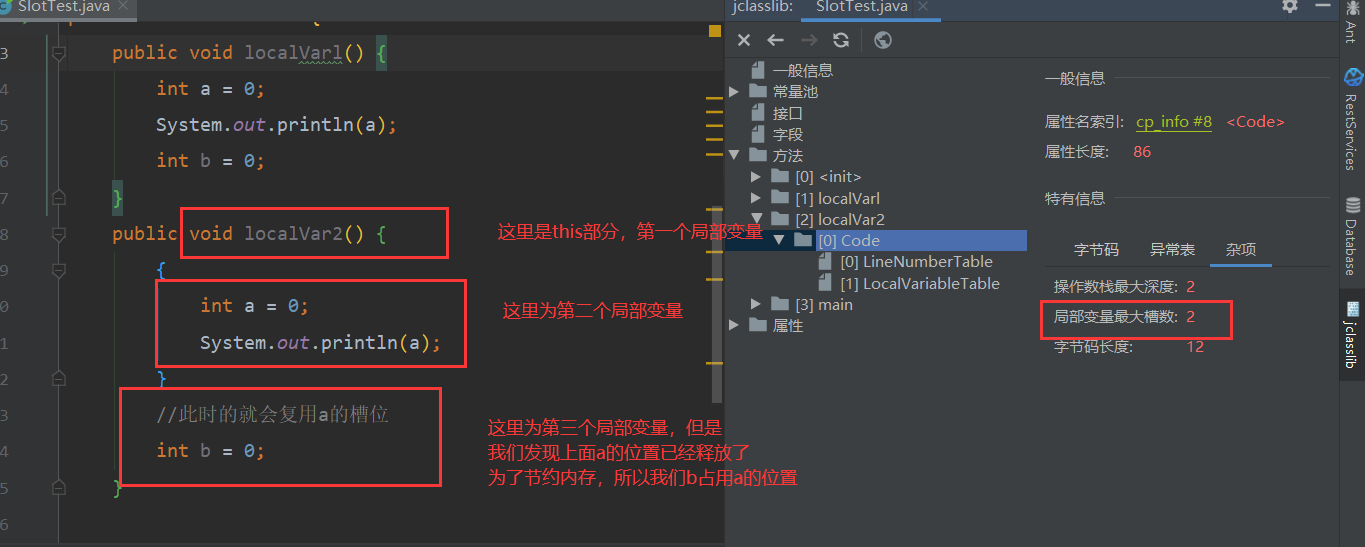 SlotTest.java
3 public void localVarl() {
4 int a = 0;
5 System.out.println(a);
6 int b = 0;
7 }
8 public void localVar2() {
9 {
0 int a = 0;
1 System.out.println(a);
2 }
3 //此时的就会复用a的槽位
4 int b = 0;
5 }
6
这里是this部分，第一个局部变量
这里为第二个局部变量
这里为第三个局部变量，但是
我们发现上面a的位置已经释放了
为了节约内存，所以我们b占用a的位置
jclasslib: SlotTest.java
一般信息
常量池
接口
字段
方法
[0] <init>
[1] localVarl
[2] localVar2
[0] Code
[0] LineNumberTable
[1] LocalVariableTable
[3] main
属性
一般信息
属性名索引: cp_info #8 <Code>
属性长度: 86
特有信息
字节码 异常表 杂项
操作数栈最大深度: 2
局部变量最大槽数: 2
字节码长度: 12
Ant
RestServices
Database
jclasslib